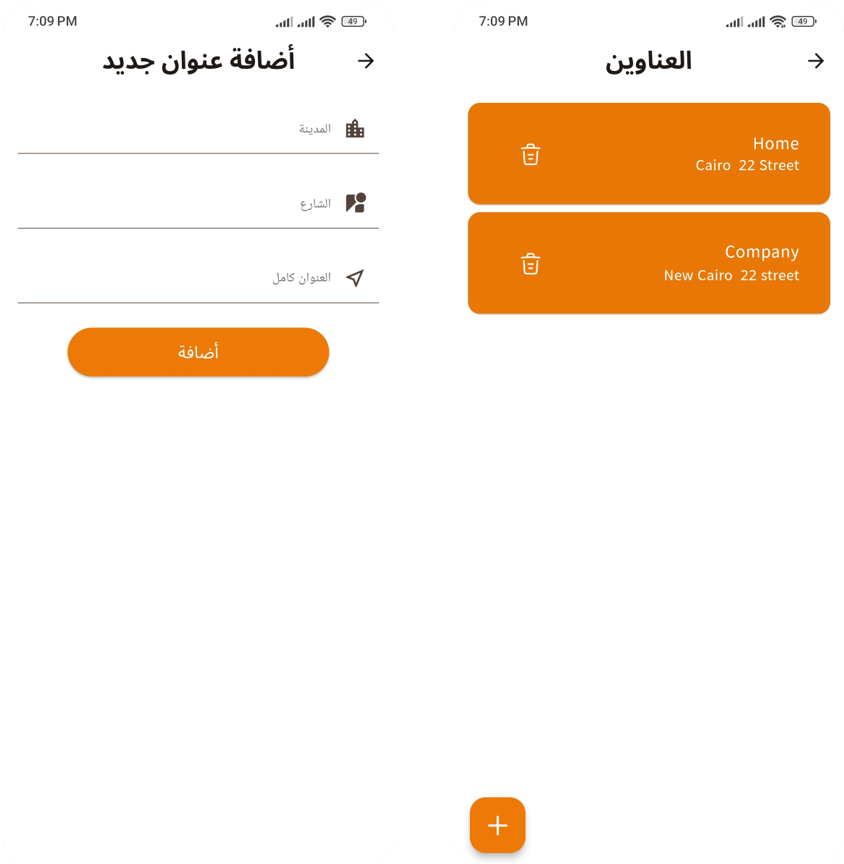 7:09 PM
49
أضافة عنوان جديد
المدينة
الشارع
العنوان كامل
أضافة
7:09 PM
49
العناوين
Home
Cairo 22 Street
Company
New Cairo 22 street